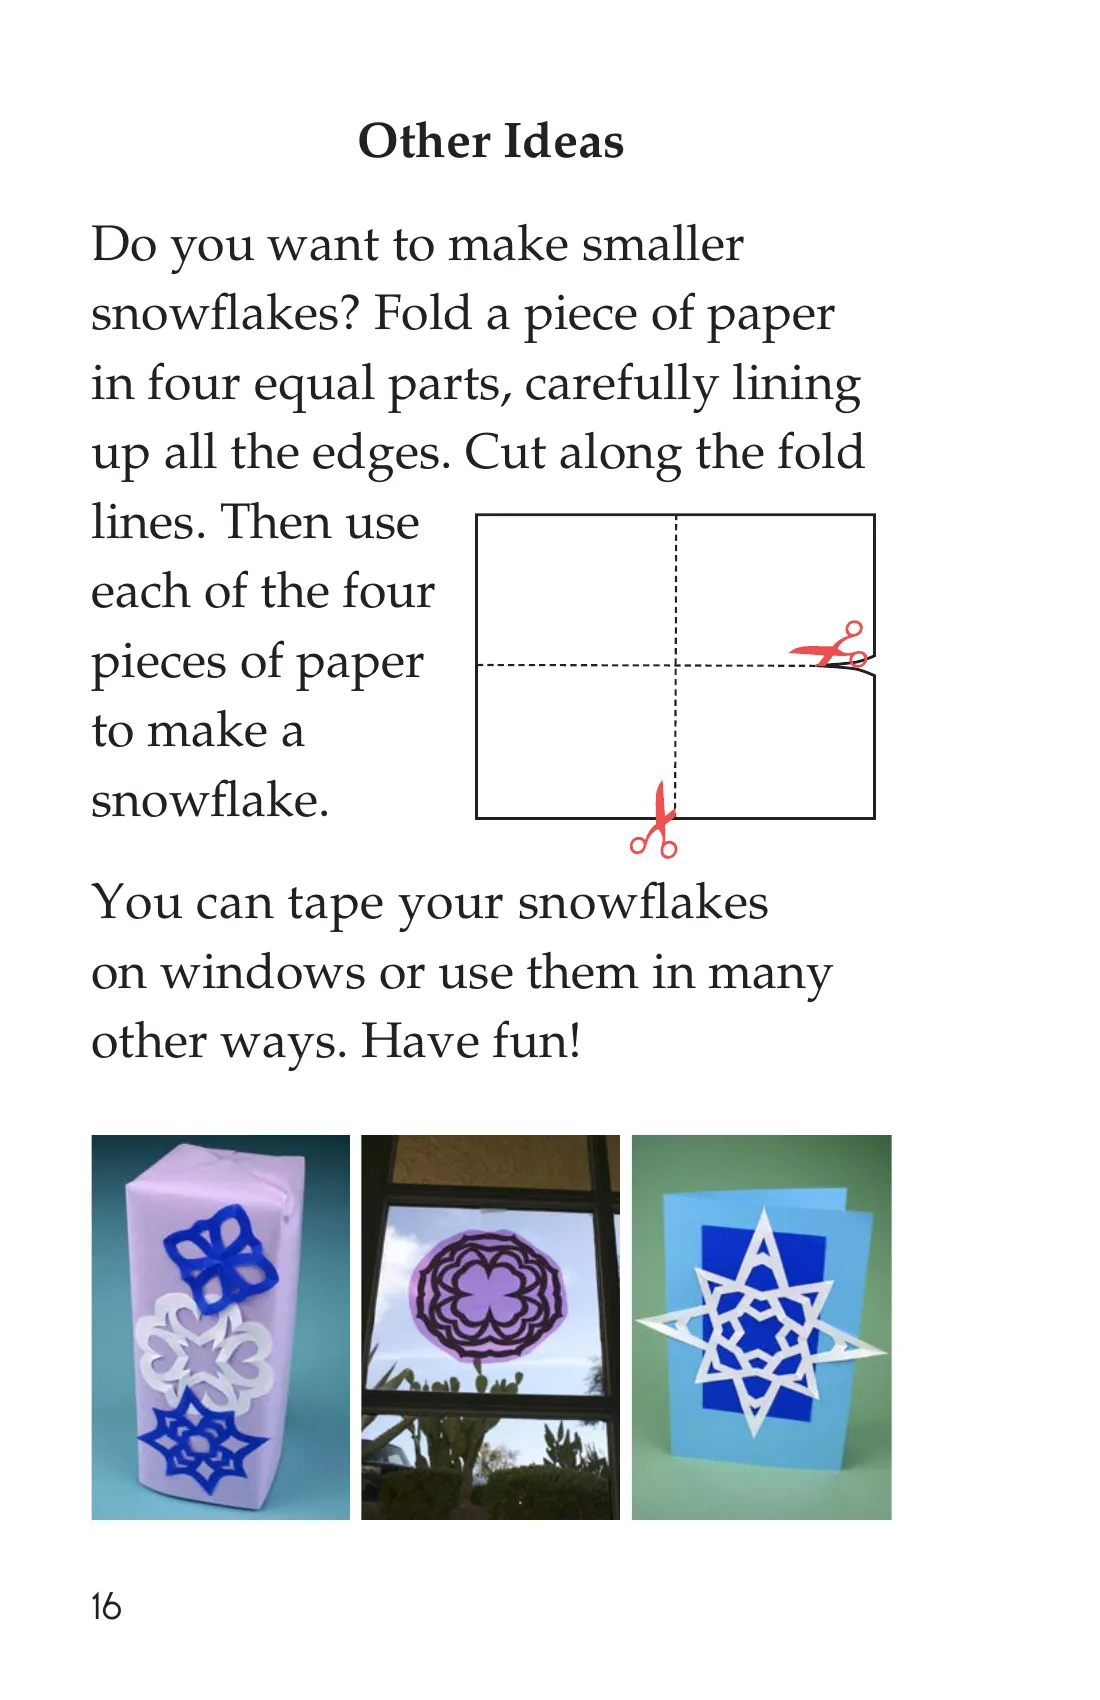 Other Ideas
Do you want to make smaller
snowflakes? Fold a piece of paper
in four equal parts, carefully lining
up all the edges. Cut along the fold
lines. Then use
each of the four
pieces of paper
to make a
snowflake.
You can tape your snowflakes
on windows or use them in many
other ways. Have fun!
16